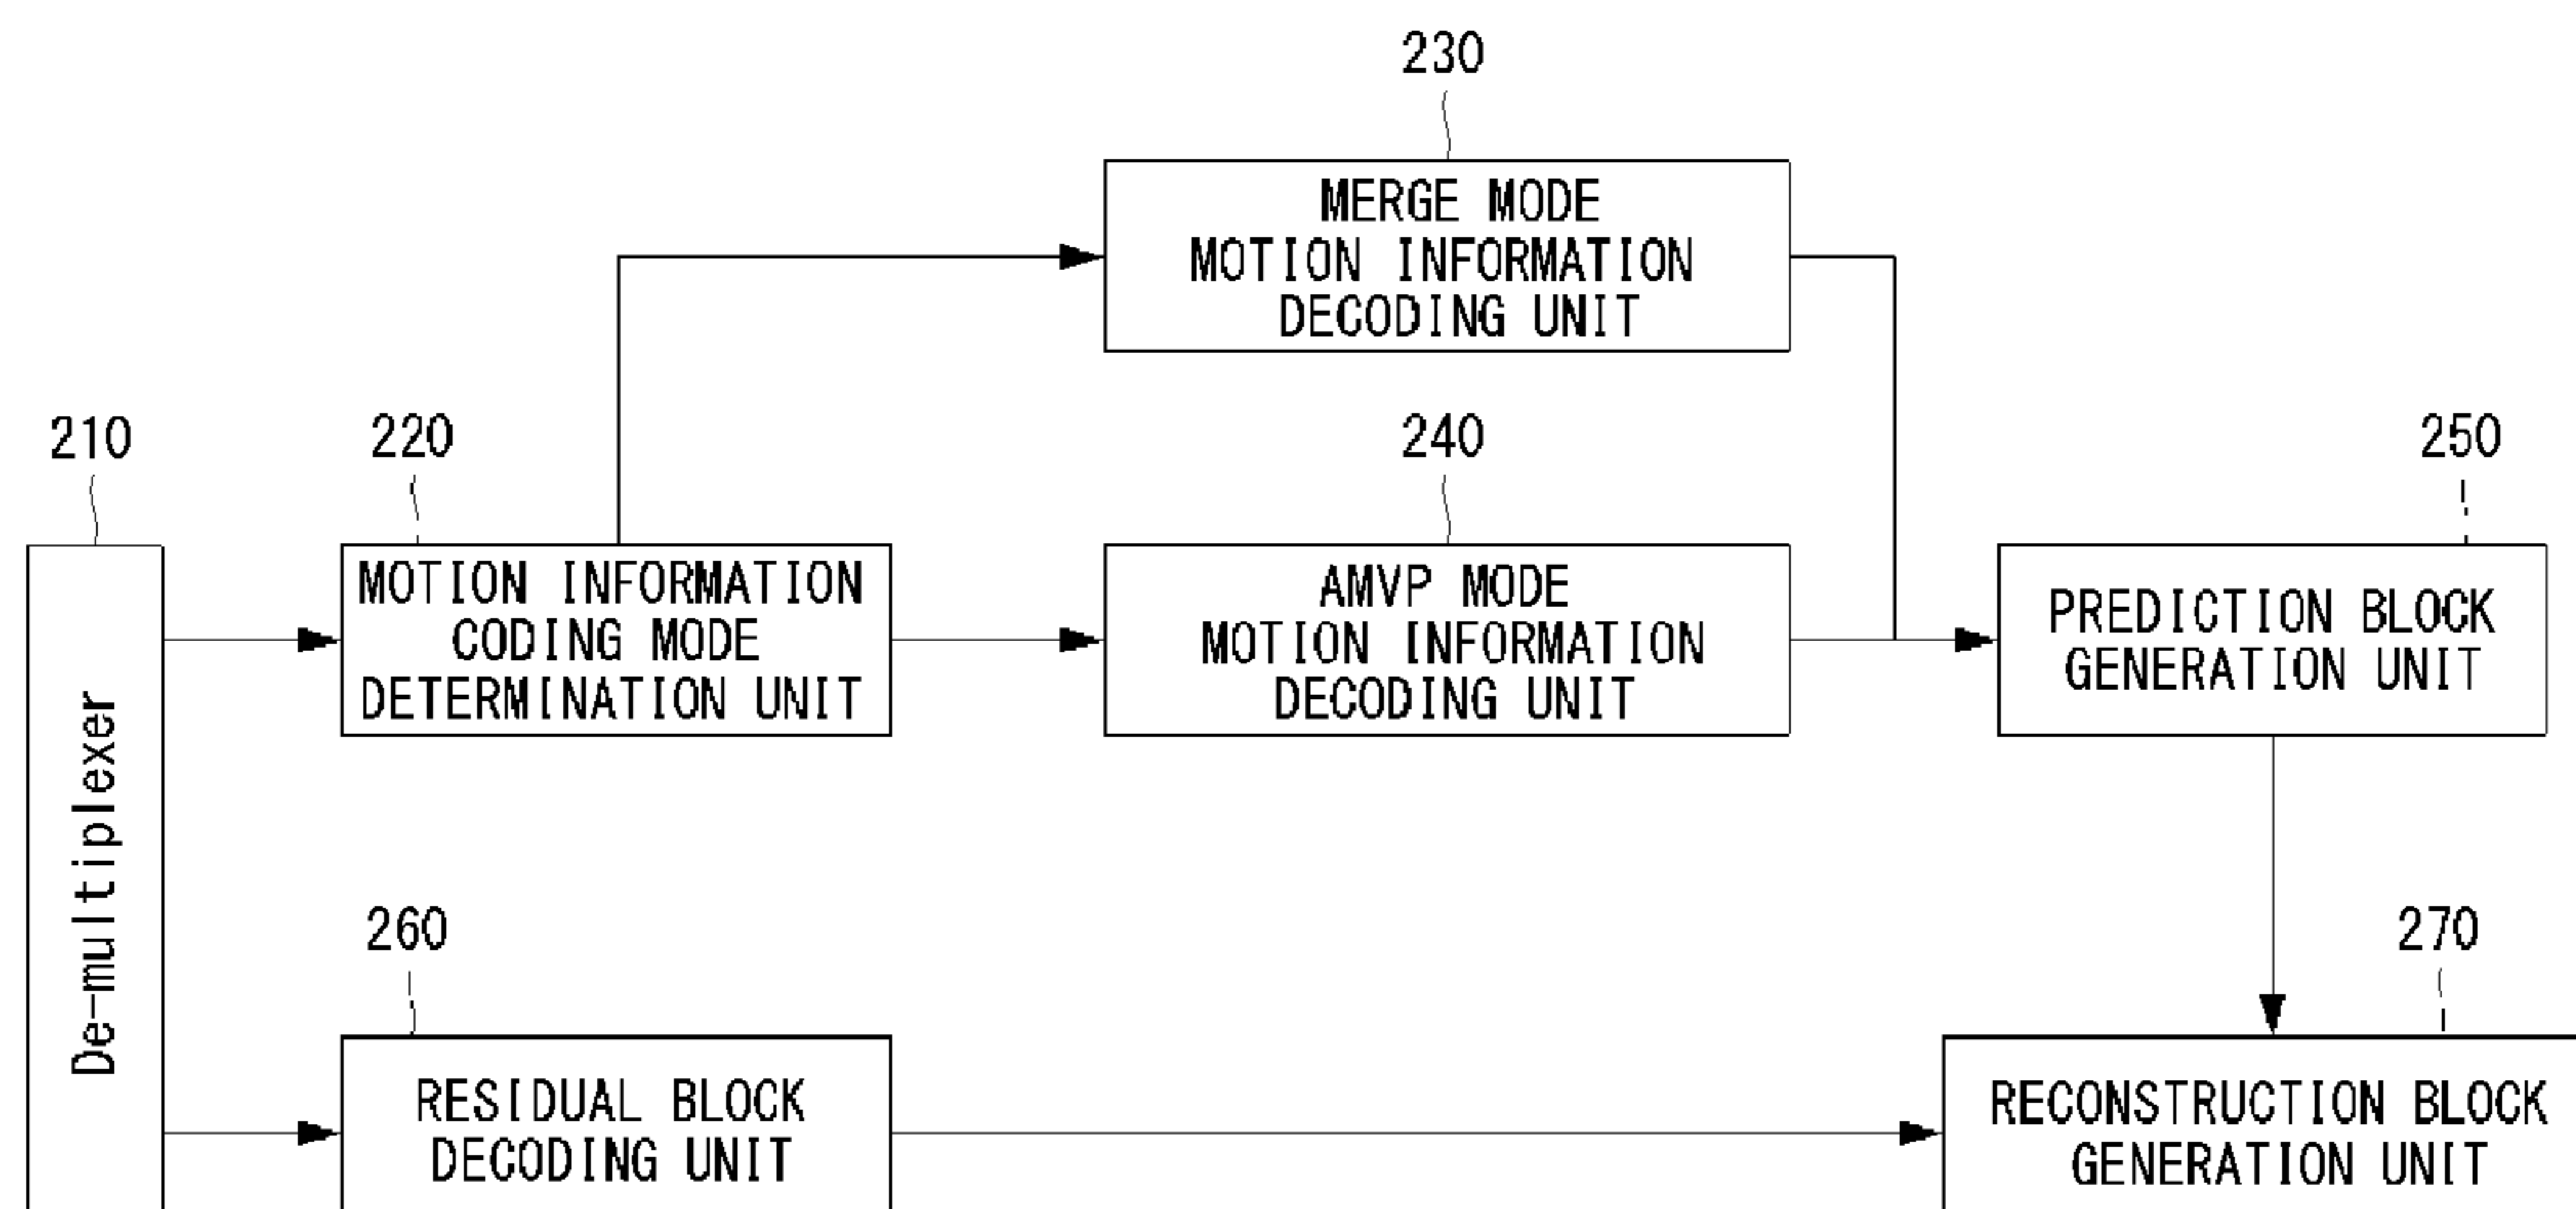 230
MERGE MODE
MOTION INFORMATION
DECODING UNIT
210
220
240
250
MOTION INFORMATION
CODING MODE
DETERMINATION UNIT
AMVP MODE
MOTION INFORMATION
DECODING UNIT
PREDICTION BLOCK
GENERATION UNIT
De-multiplexer
260
270
RESIDUAL BLOCK
DECODING UNIT
RECONSTRUCTION BLOCK
GENERATION UNIT